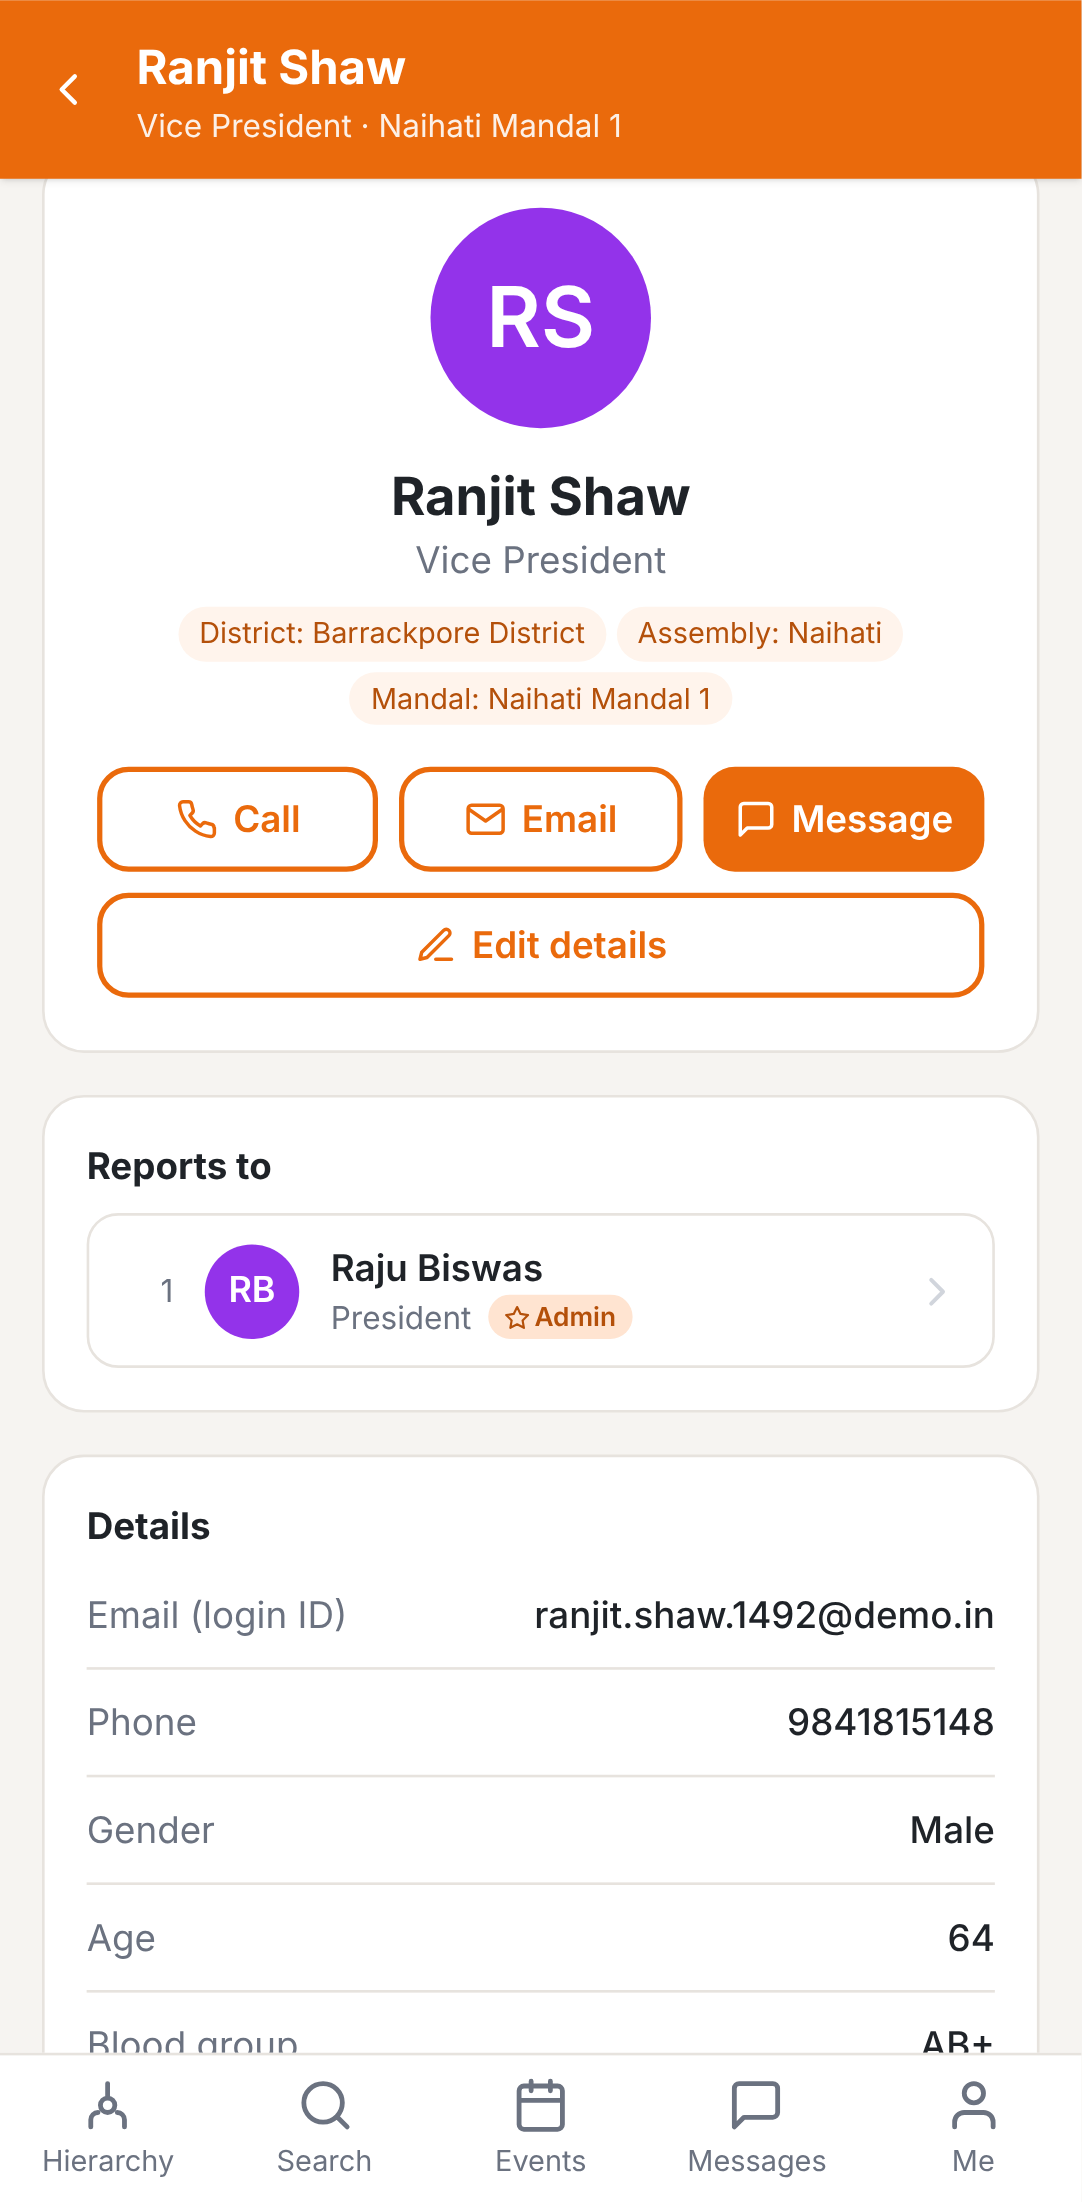 Ranjit Shaw
Vice President · Naihati Mandal 1
RS
Ranjit Shaw
Vice President
District: Barrackpore District
Assembly: Naihati
Mandal: Naihati Mandal 1
Call
Email
Message
Edit details
Reports to
1
RB
Raju Biswas
President
Admin
Details
Email (login ID)
ranjit.shaw.1492@demo.in
Phone
9841815148
Gender
Male
Age
64
Blood group
AB+
Hierarchy
Search
Events
Messages
Me